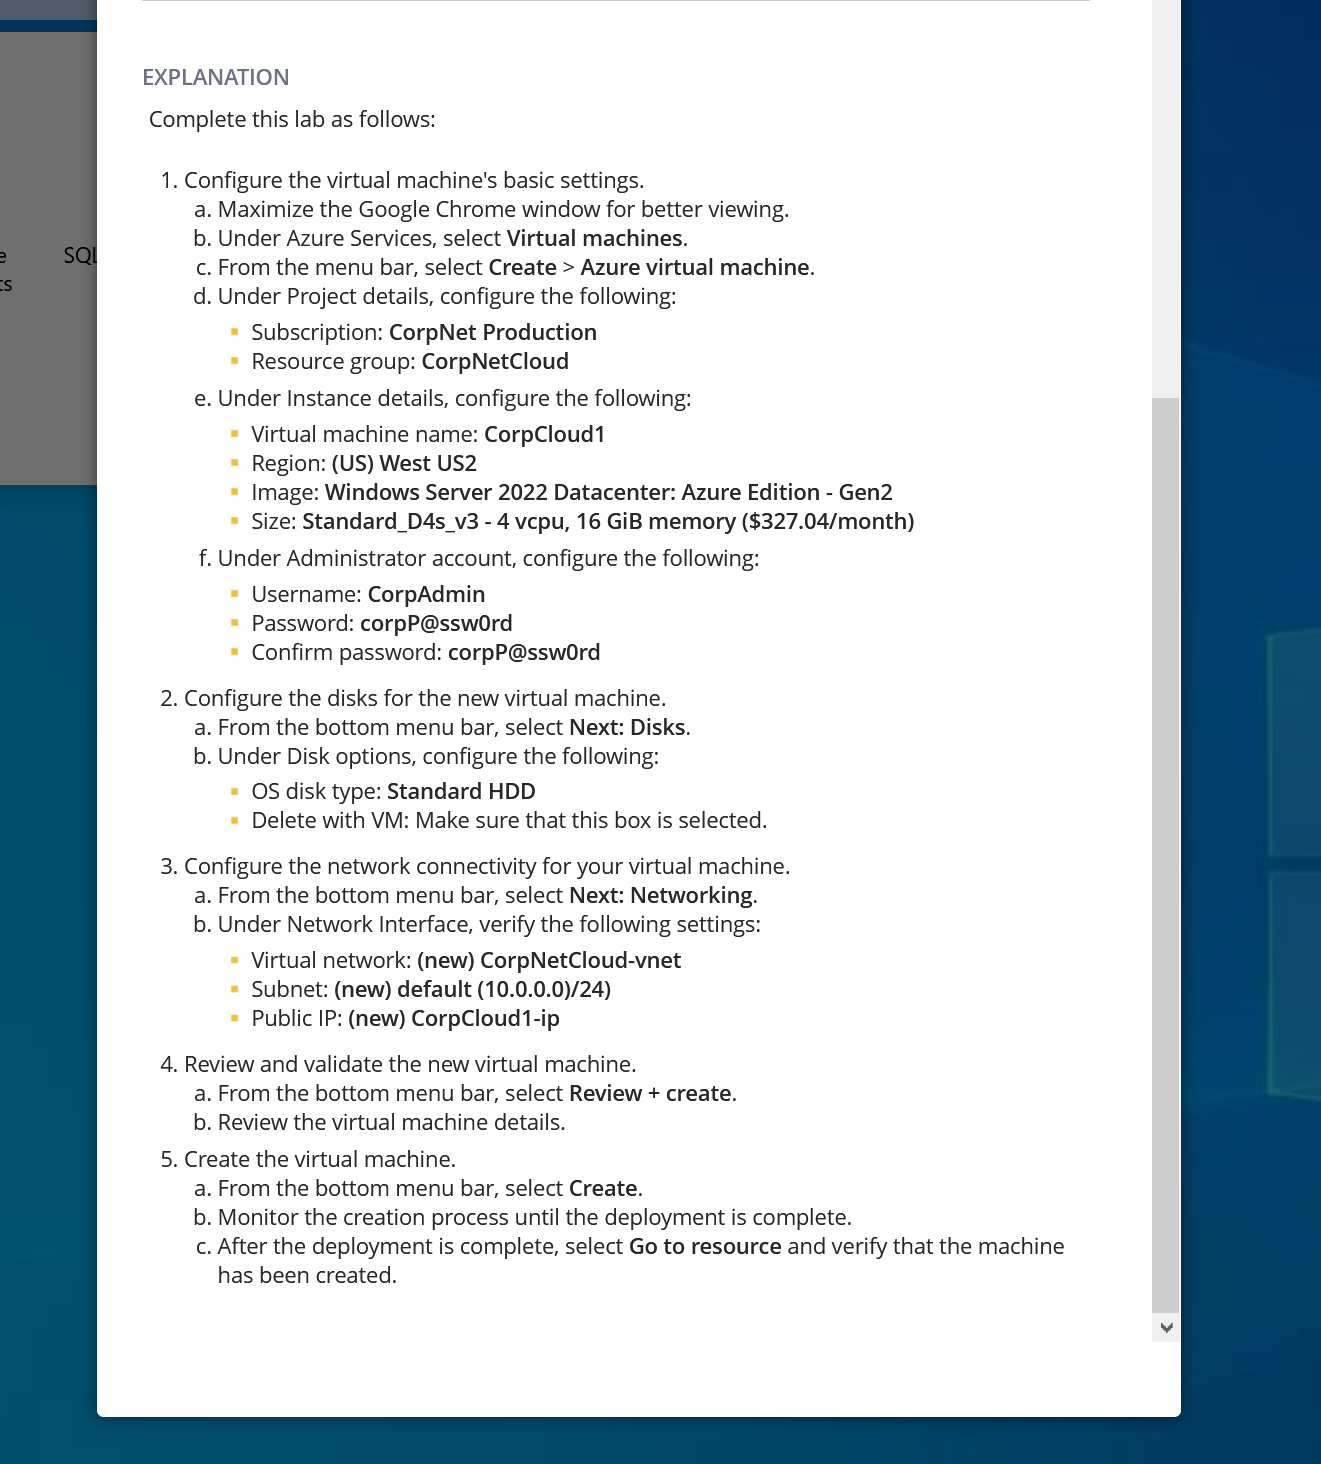 EXPLANATION
Complete this lab as follows:
1. Configure the virtual machine's basic settings.
a. Maximize the Google Chrome window for better viewing.
b. Under Azure Services, select Virtual machines.
c. From the menu bar, select Create > Azure virtual machine.
d. Under Project details, configure the following:
Subscription: CorpNet Production
Resource group: CorpNetCloud
e. Under Instance details, configure the following:
Virtual machine name: CorpCloud1
Region: (US) West US2
Image: Windows Server 2022 Datacenter: Azure Edition - Gen2
Size: Standard_D4s_v3 - 4 vcpu, 16 GiB memory ($327.04/month)
f. Under Administrator account, configure the following:
Username: CorpAdmin
Password: corpP@ssw0rd
Confirm password: corpP@ssw0rd
2. Configure the disks for the new virtual machine.
a. From the bottom menu bar, select Next: Disks.
b. Under Disk options, configure the following:
OS disk type: Standard HDD
Delete with VM: Make sure that this box is selected.
3. Configure the network connectivity for your virtual machine.
a. From the bottom menu bar, select Next: Networking.
b. Under Network Interface, verify the following settings:
Virtual network: (new) CorpNetCloud-vnet
Subnet: (new) default (10.0.0.0)/24)
Public IP: (new) CorpCloud1-ip
4. Review and validate the new virtual machine.
a. From the bottom menu bar, select Review + create.
b. Review the virtual machine details.
5. Create the virtual machine.
a. From the bottom menu bar, select Create.
b. Monitor the creation process until the deployment is complete.
c. After the deployment is complete, select Go to resource and verify that the machine
has been created.
SQL